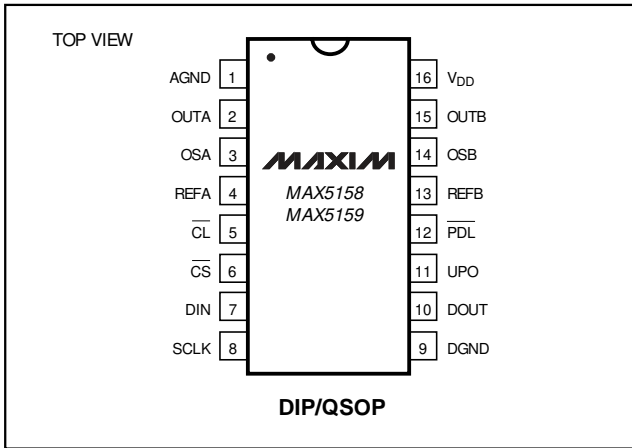 TOP VIEW
AGND 1 16 VDD
OUTA 2 15 OUTB
OSA 3 MAXIM 14 OSB
REFA 4 MAX5158 13 REFB
MAX5159
CL 5 12 PDL
CS 6 11 UPO
DIN 7 10 DOUT
SCLK 8 9 DGND
DIP/QSOP